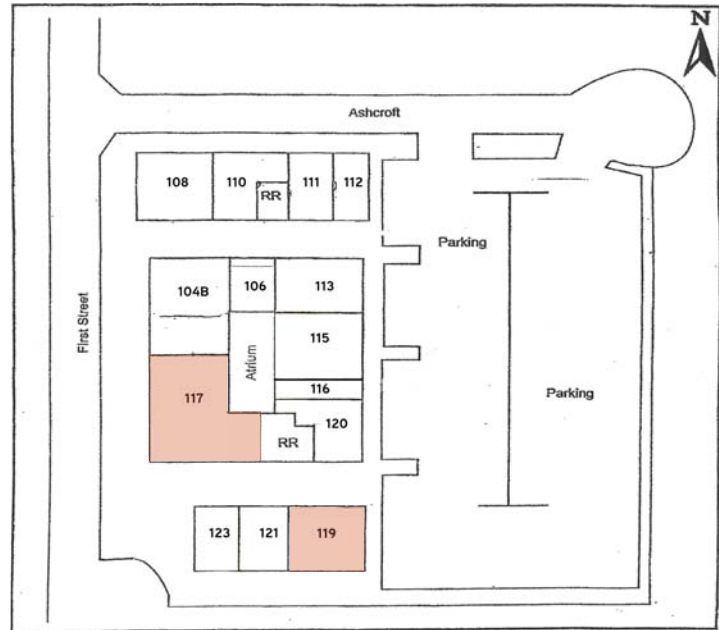 N
Ashcroft
108
110
RR
111
112
Parking
104B
106
113
First Street
Atrium
115
116
117
Parking
120
RR
123
121
119